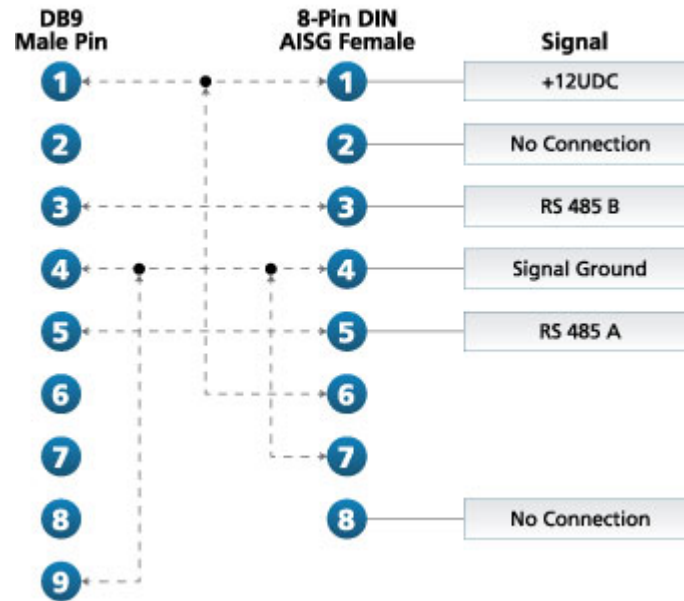 DB9
Male Pin
8-Pin DIN
AISG Female
Signal
1
1
+12UDC
2
2
No Connection
3
3
RS 485 B
4
4
Signal Ground
5
5
RS 485 A
6
6
7
7
8
8
No Connection
9